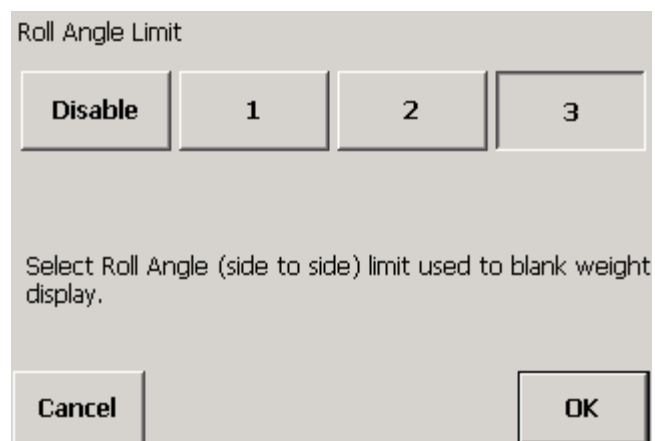 Roll Angle Limit
Disable 1 2 3
Select Roll Angle (side to side) limit used to blank weight
display.
Cancel OK